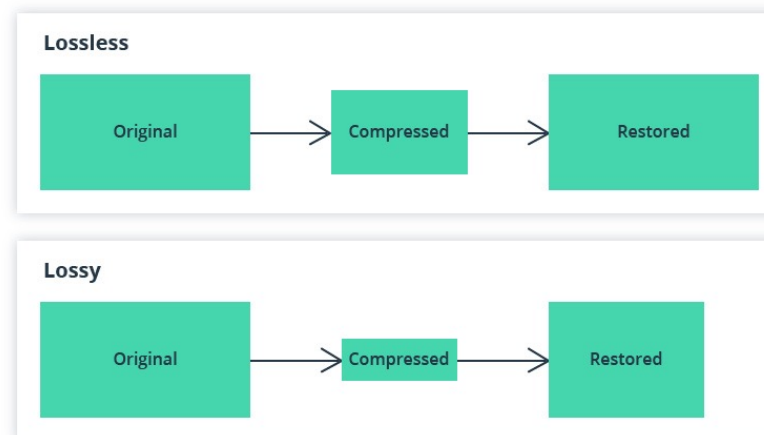 Lossless
Original
Compressed
Restored
Lossy
Original
Compressed
Restored